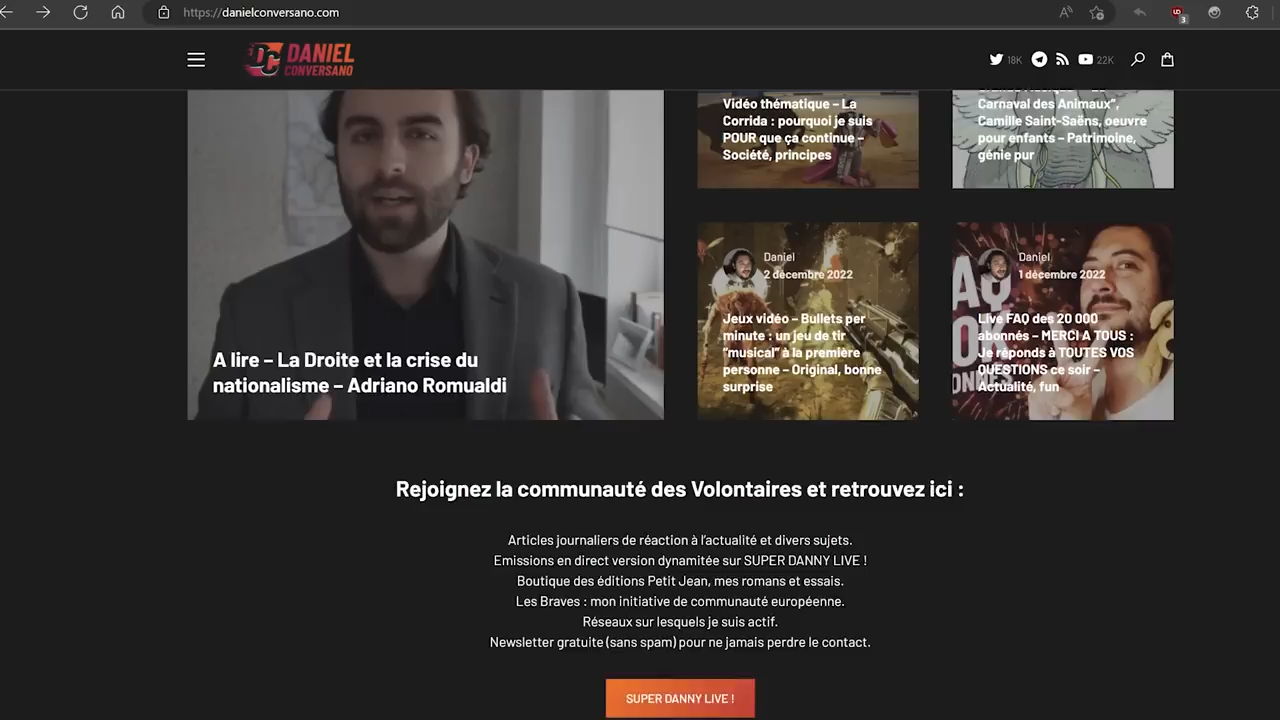 https://danielconversano.com
3
DANIEL
CONVERSANO
18K
22K
A lire – La Droite et la crise du
nationalisme – Adriano Romualdi
Vidéo thématique – La
Corrida : pourquoi je suis
POUR que ça continue –
Société, principes
Carnaval des Animaux”,
Camille Saint-Saëns, oeuvre
pour enfants – Patrimoine,
génie pur
Daniel
2 décembre 2022
Jeux vidéo – Bullets per
minute : un jeu de tir
“musical” à la première
personne – Original, bonne
surprise
Daniel
1 décembre 2022
Live FAQ des 20 000
abonnés – MERCI A TOUS :
Je réponds à TOUTES VOS
QUESTIONS ce soir –
Actualité, fun
Rejoignez la communauté des Volontaires et retrouvez ici :
Articles journaliers de réaction à l’actualité et divers sujets.
Emissions en direct version dynamitée sur SUPER DANNY LIVE !
Boutique des éditions Petit Jean, mes romans et essais.
Les Braves : mon initiative de communauté européenne.
Réseaux sur lesquels je suis actif.
Newsletter gratuite (sans spam) pour ne jamais perdre le contact.
SUPER DANNY LIVE !